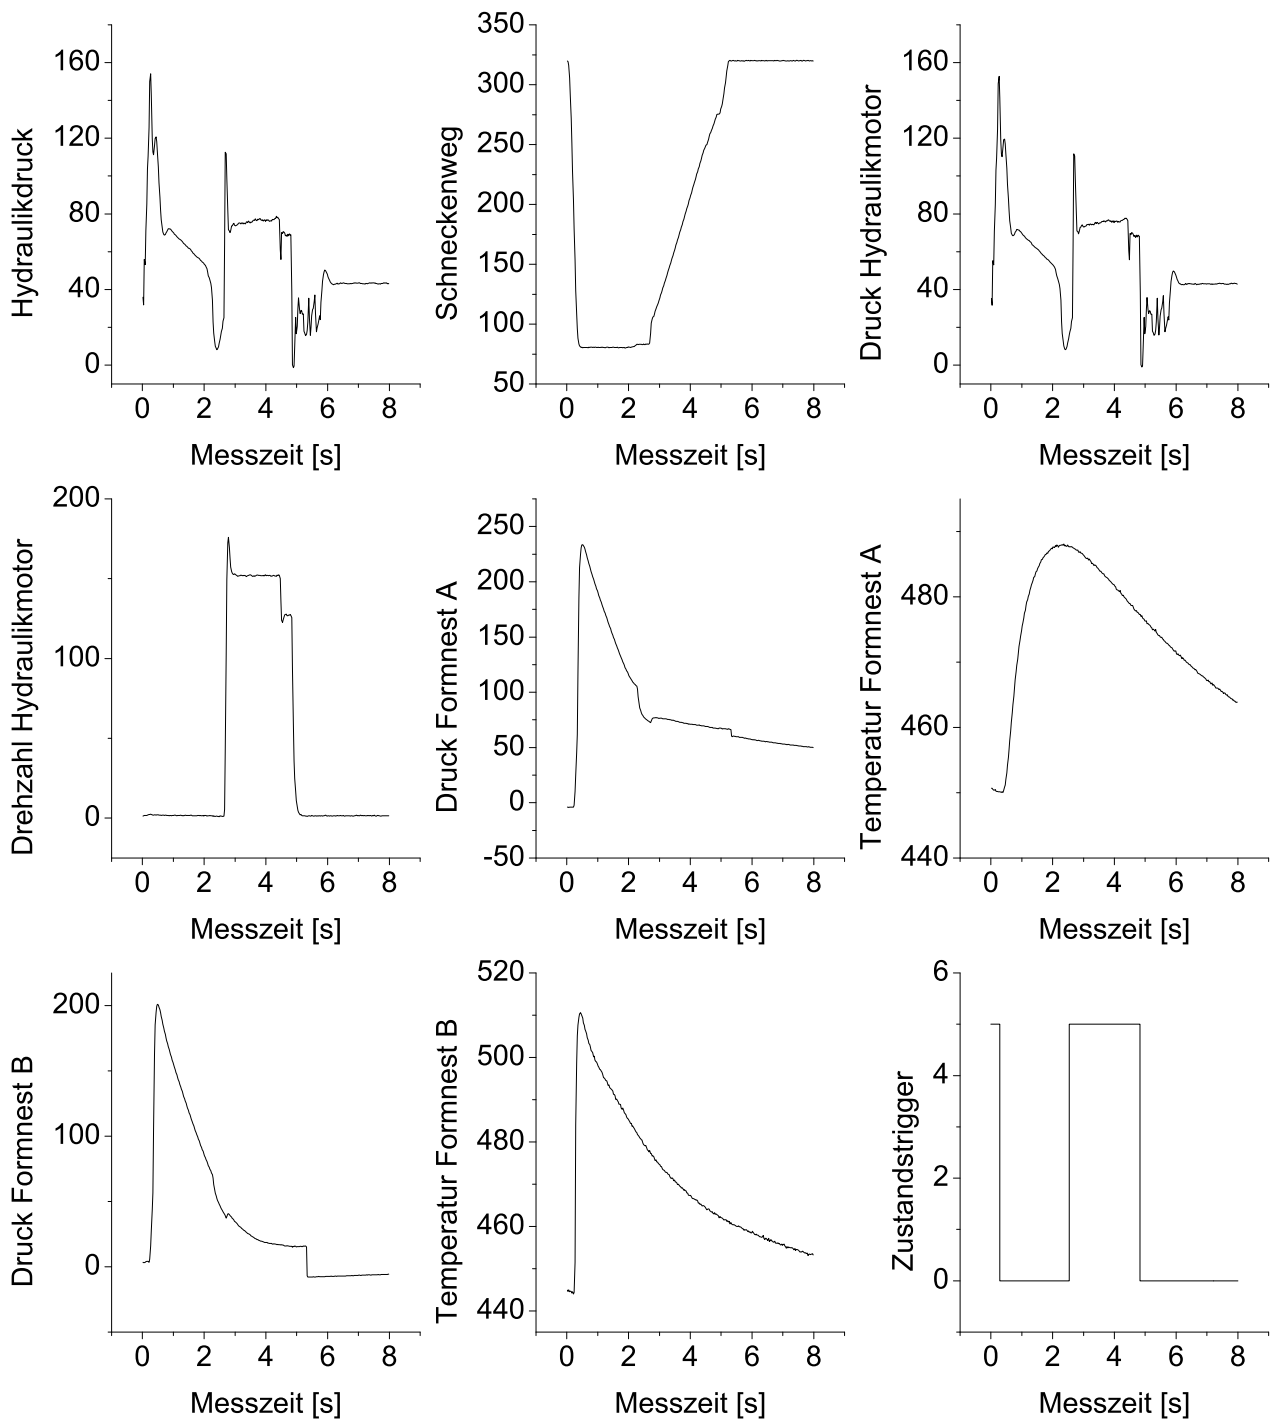 Hydraulikdruck
160
120
80
40
0
0 2 4 6 8
Messzeit [s]
Schneckenweg
350
300
250
200
150
100
50
0 2 4 6 8
Messzeit [s]
Druck Hydraulikmotor
160
120
80
40
0
0 2 4 6 8
Messzeit [s]
Drehzahl Hydraulikmotor
200
100
0
0 2 4 6 8
Messzeit [s]
Druck Formnest A
250
200
150
100
50
0
-50
0 2 4 6 8
Messzeit [s]
Temperatur Formnest A
480
460
440
0 2 4 6 8
Messzeit [s]
Druck Formnest B
200
100
0
0 2 4 6 8
Messzeit [s]
Temperatur Formnest B
520
500
480
460
440
0 2 4 6 8
Messzeit [s]
Zustandstrigger
6
4
2
0
0 2 4 6 8
Messzeit [s]